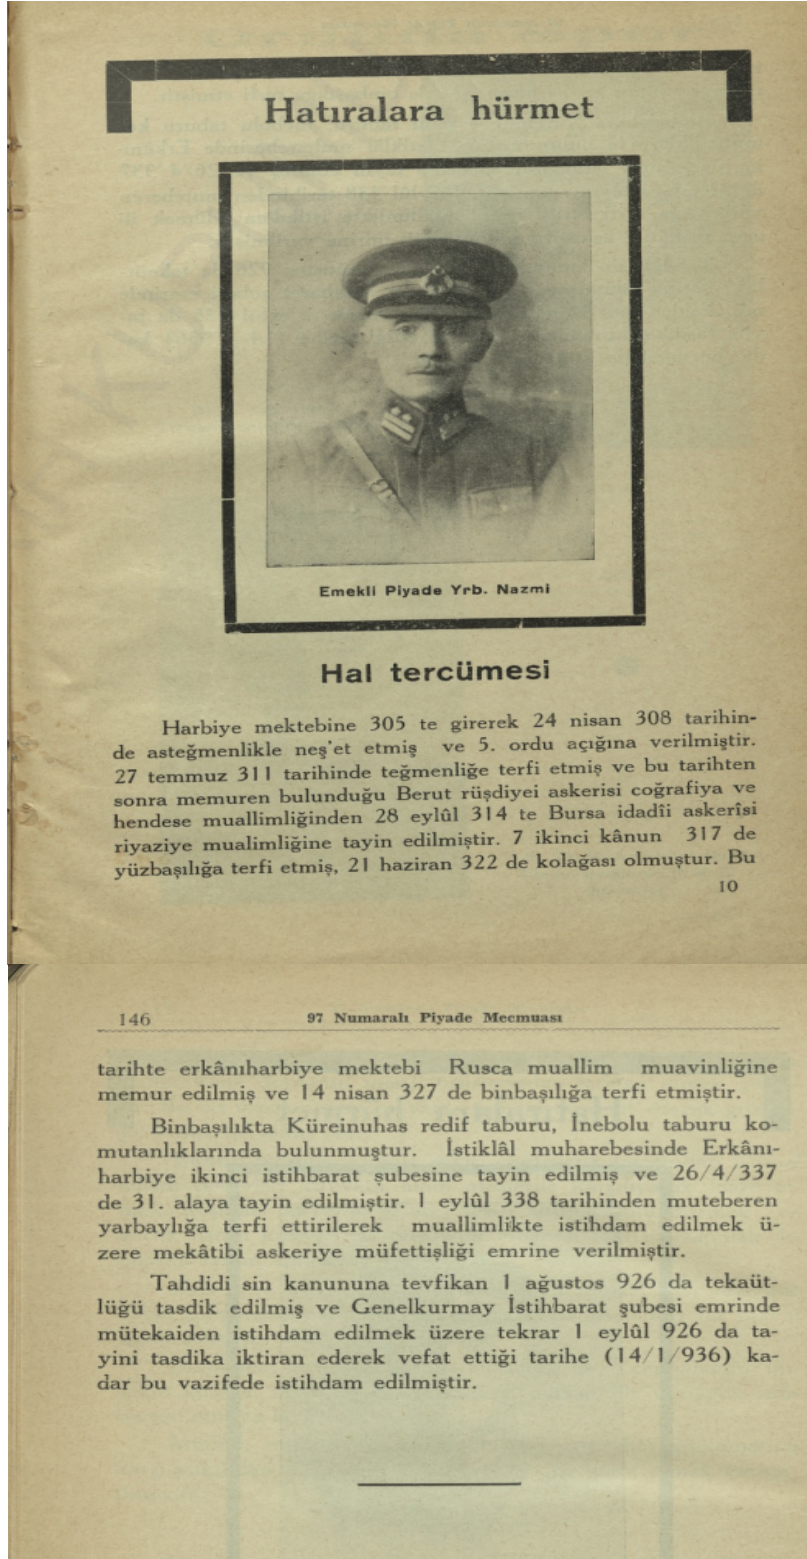 Hatıralara hürmet
Emekli Piyade Yrb. Nazmi
Hal tercümesi
Harbiye mektebine 305 te girerek 24 nisan 308 tarihin-
de asteğmenlikle neş'et etmiş ve 5. ordu açığına verilmiştir.
27 temmuz 311 tarihinde teğmenliğe terfi etmiş ve bu tarihten
sonra memuren bulunduğu Berut rüşdiyei askerisi coğrafiya ve
hendese muallimliğinden 28 eylûl 314 te Bursa idadîi askerîsi
riyaziye mualimliğine tayin edilmiştir. 7 ikinci kânun 317 de
yüzbaşılığa terfi etmiş, 21 haziran 322 de kolağası olmuştur. Bu
10
146 97 Numaralı Piyade Mecmuası
tarihte erkânıharbiye mektebi Rusca muallim muavinliğine
memur edilmiş ve 14 nisan 327 de binbaşılığa terfi etmiştir.
Binbaşılıkta Küreinuhas redif taburu, İnebolu taburu ko-
mutanlıklarında bulunmuştur. İstiklâl muharebesinde Erkânı-
harbiye ikinci istihbarat şubesine tayin edilmiş ve 26/4/337
de 31. alaya tayin edilmiştir. 1 eylûl 338 tarihinden muteberen
yarbaylığa terfi ettirilerek muallimlikte istihdam edilmek ü-
zere mekâtibi askeriye müfettişliği emrine verilmiştir.
Tahdidi sin kanununa tevfikan 1 ağustos 926 da tekaüt-
lüğü tasdik edilmiş ve Genelkurmay İstihbarat şubesi emrinde
mütekaiden istihdam edilmek üzere tekrar 1 eylûl 926 da ta-
yini tasdika iktiran ederek vefat ettiği tarihe (14/1/936) ka-
dar bu vazifede istihdam edilmiştir.